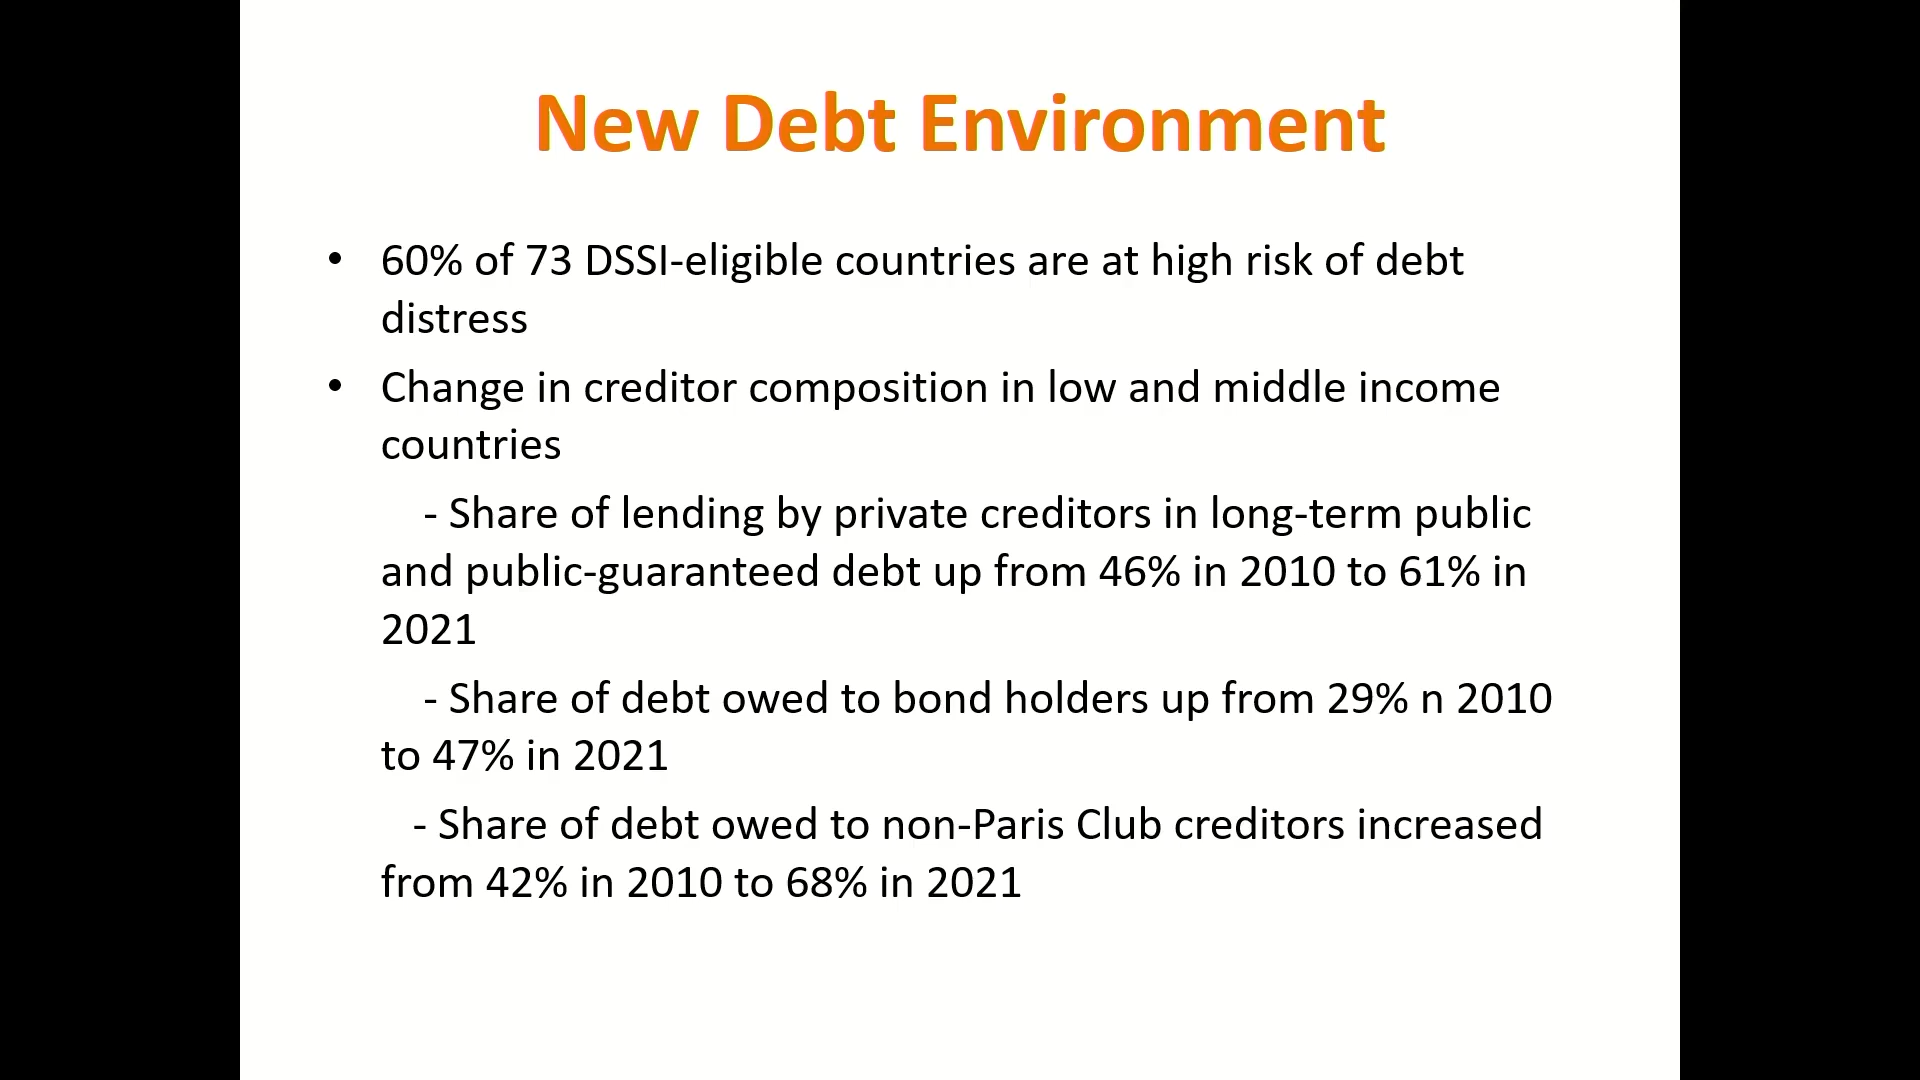 New Debt Environment
• 60% of 73 DSSI-eligible countries are at high risk of debt
distress
• Change in creditor composition in low and middle income
countries
- Share of lending by private creditors in long-term public
and public-guaranteed debt up from 46% in 2010 to 61% in
2021
- Share of debt owed to bond holders up from 29% n 2010
to 47% in 2021
- Share of debt owed to non-Paris Club creditors increased
from 42% in 2010 to 68% in 2021